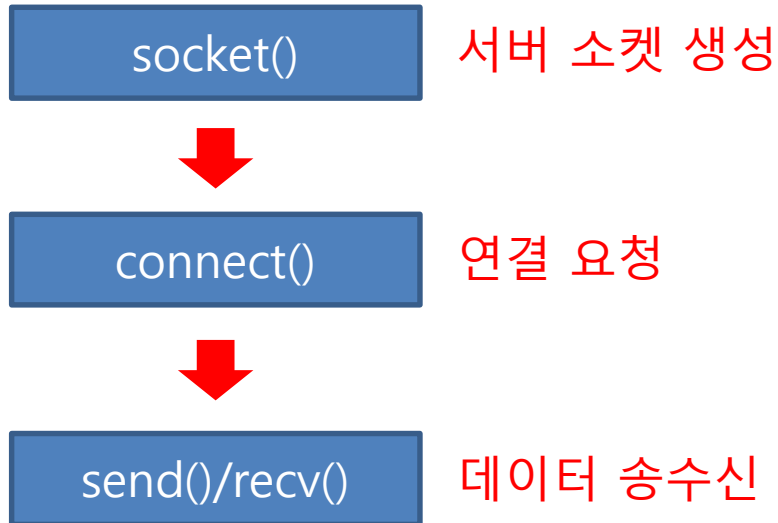 socket() 서버 소켓 생성
connect() 연결 요청
send()/recv() 데이터 송수신